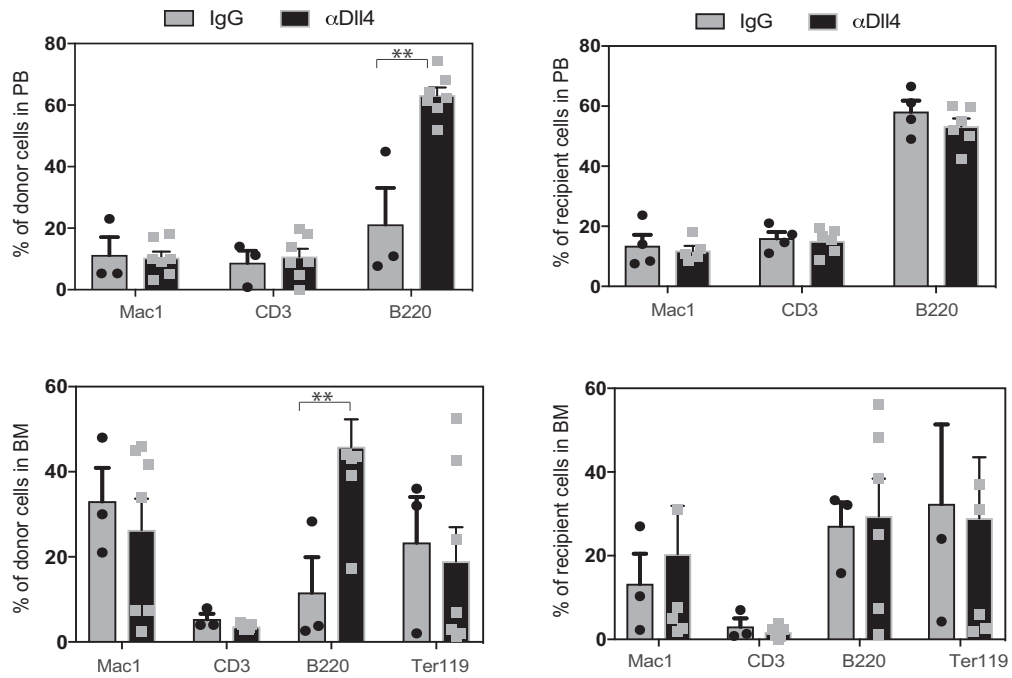 IgG αDll4
% of donor cells in PB
80
60
40
20
0
**
Mac1 CD3 B220
IgG αDll4
% of recipient cells in PB
80
60
40
20
0
Mac1 CD3 B220
% of donor cells in BM
60
40
20
0
**
Mac1 CD3 B220 Ter119
% of recipient cells in BM
60
40
20
0
Mac1 CD3 B220 Ter119